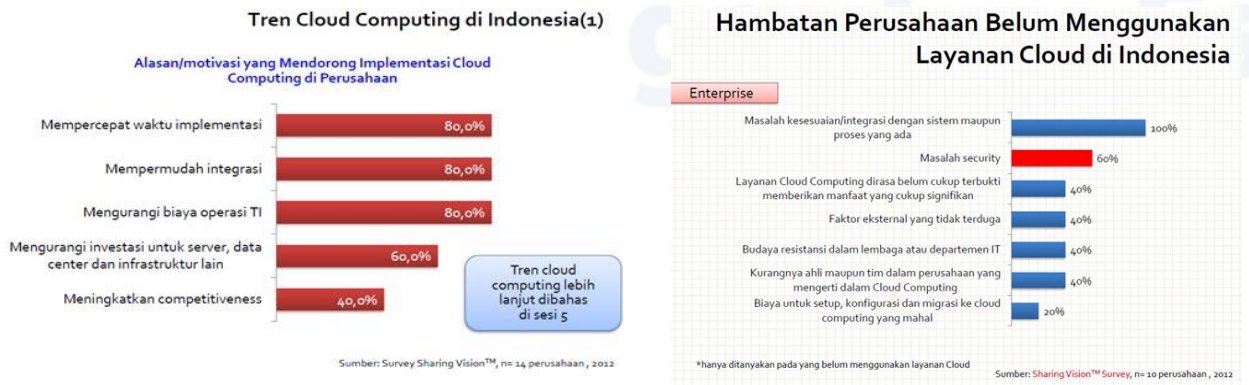 Tren Cloud Computing di Indonesia(1)
Alasan/motivasi yang Mendorong Implementasi Cloud
Computing di Perusahaan
Mempercepat waktu implementasi
80,0%
Mempermudah integrasi
80,0%
Mengurangi biaya operasi TI
80,0%
Mengurangi investasi untuk server, data
center dan infrastruktur lain
60,0%
Meningkatkan competitiveness
40,0%
Tren cloud
computing lebih
lanjut dibahas
di sesi 5
Sumber: Survey Sharing Vision™, n= 14 perusahaan , 2012
Hambatan Perusahaan Belum Menggunakan
Layanan Cloud di Indonesia
Enterprise
Masalah kesesuaian/integrasi dengan sistem maupun
proses yang ada
100%
Masalah security
60%
Layanan Cloud Computing dirasa belum cukup terbukti
memberikan manfaat yang cukup signifikan
40%
Faktor eksternal yang tidak terduga
40%
Budaya resistansi dalam lembaga atau departemen IT
40%
Kurangnya ahli maupun tim dalam perusahaan yang
mengerti dalam Cloud Computing
40%
Biaya untuk setup, konfigurasi dan migrasi ke cloud
computing yang mahal
20%
*hanya ditanyakan pada yang belum menggunakan layanan Cloud
Sumber: Sharing Vision™ Survey, n= 10 perusahaan , 2012